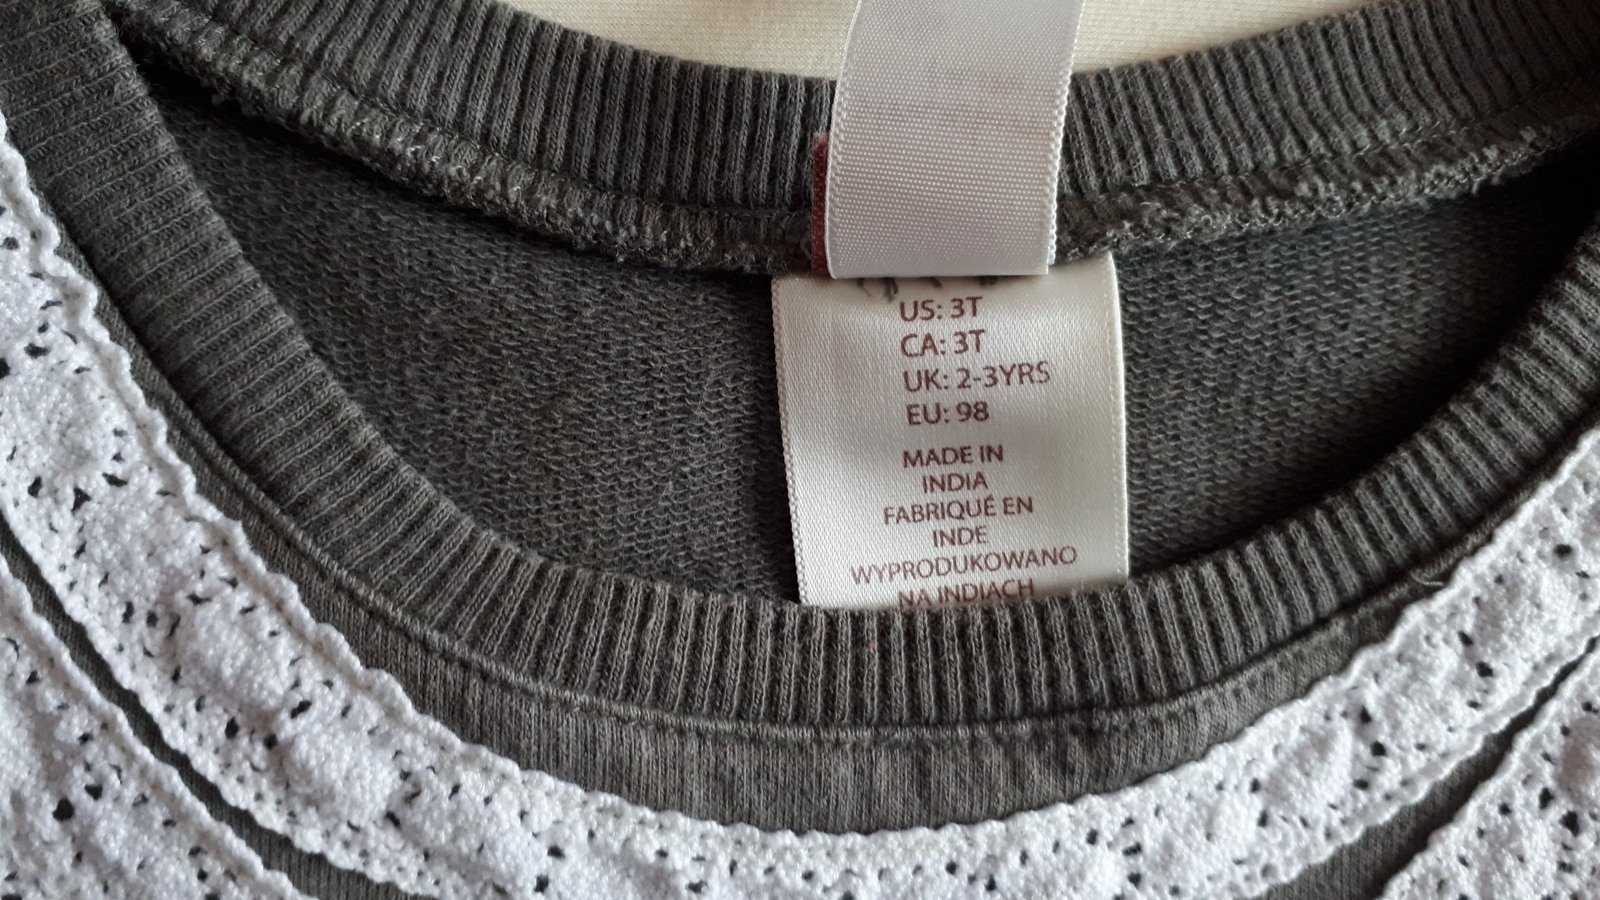 US: 3T
CA: 3T
UK: 2-3YRS
EU: 98
MADE IN
INDIA
FABRIQUÉ EN
INDE
WYPRODUKOWANO
NA INDIACH